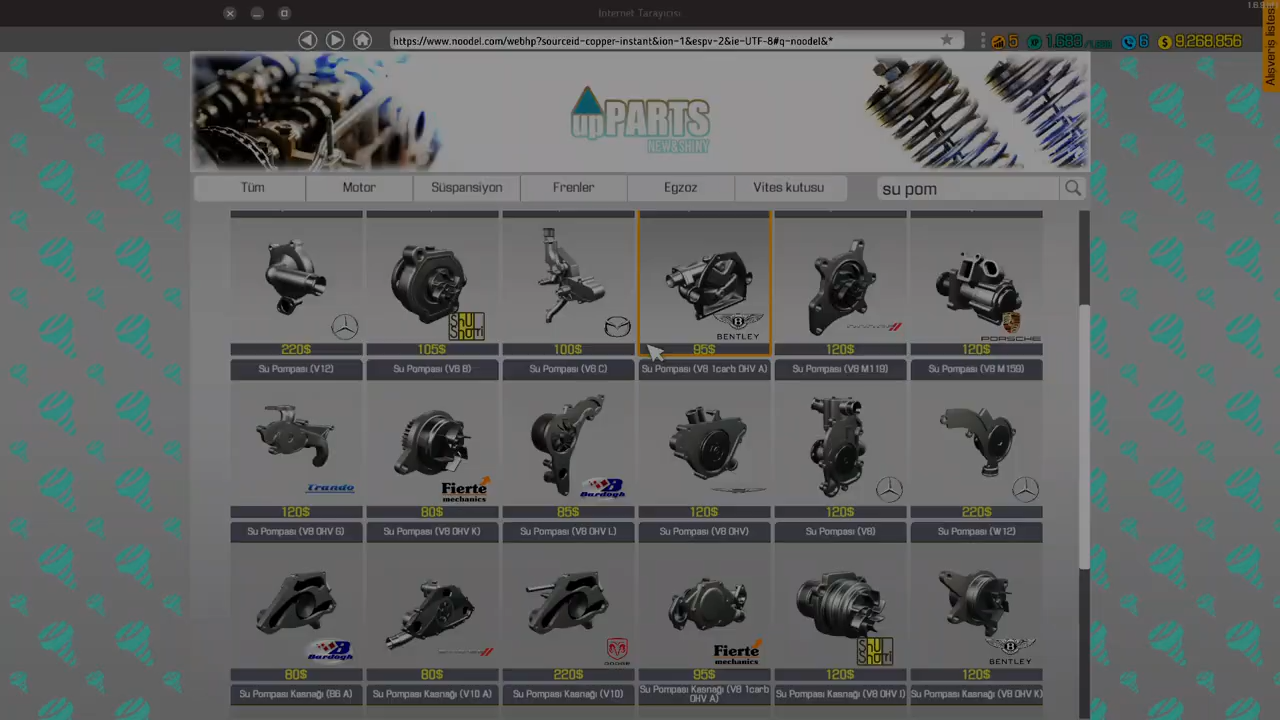 İnternet Tarayıcısı
https://www.noodel.com/webhp?sourceid-copper-instant&ion-1&espv-2&ie-UTF-8#q-noodel&*
5
6
9,268,856
Alışveriş listesi
upPARTS
NEW&SHINY
Tüm Motor Süspansiyon Frenler Egzoz Vites kutusu su pom
BENTLEY PORSCHE
220$ 105$ 100$ 95$ 120$ 120$
Su Pompası (V12) Su Pompası (V8 B) Su Pompası (V8 C) Su Pompası (V8 1carb OHV A) Su Pompası (V8 M119) Su Pompası (V8 M159)
Trando Fierte mechanics Bardogh
120$ 80$ 85$ 120$ 120$ 220$
Su Pompası (V8 OHV G) Su Pompası (V8 OHV K) Su Pompası (V8 OHV L) Su Pompası (V8 OHV) Su Pompası (V8) Su Pompası (W12)
Bardogh DODGE Fierte mechanics BENTLEY
80$ 80$ 220$ 95$ 120$ 120$
Su Pompası Kasnağı (B6 A) Su Pompası Kasnağı (V10 A) Su Pompası Kasnağı (V10) Su Pompası Kasnağı (V8 1carb OHV A) Su Pompası Kasnağı (V8 OHV I) Su Pompası Kasnağı (V8 OHV K)